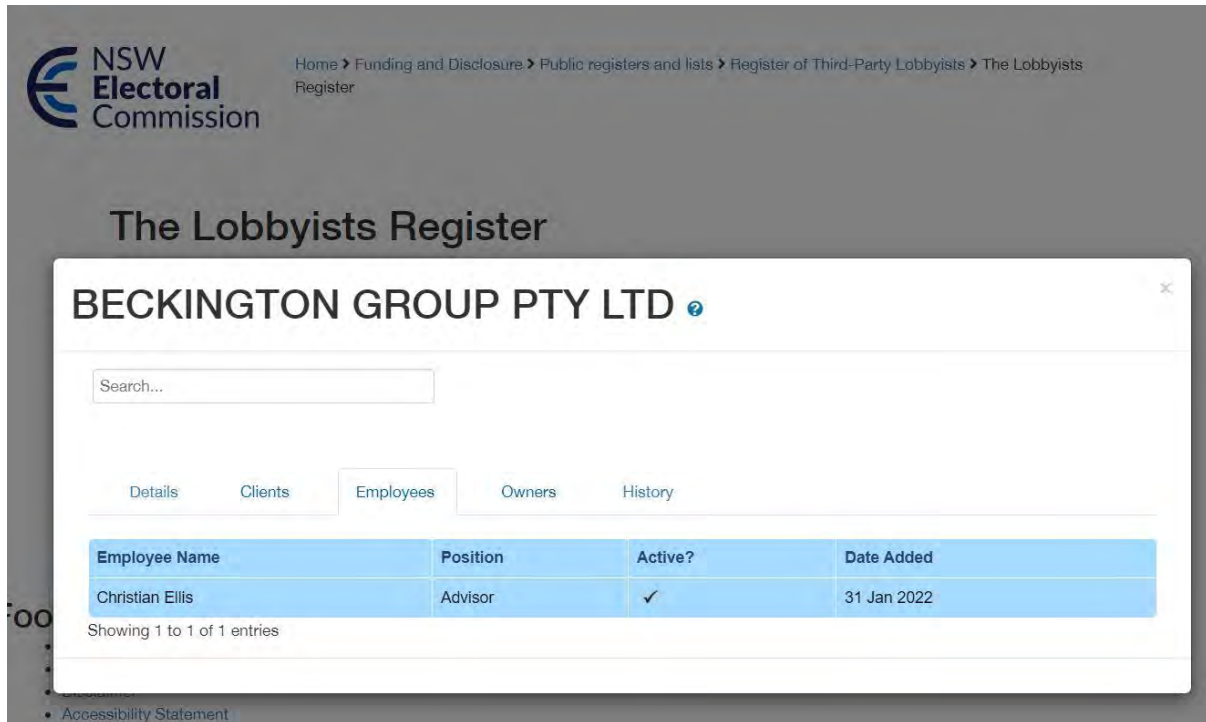 NSW
Electoral
Commission
Home > Funding and Disclosure > Public registers and lists > Register of Third-Party Lobbyists > The Lobbyists
Register
The Lobbyists Register
BECKINGTON GROUP PTY LTD ?
×
Search...
Details Clients Employees Owners History
Employee Name Position Active? Date Added
Christian Ellis Advisor ✓ 31 Jan 2022
Showing 1 to 1 of 1 entries
Accessibility Statement